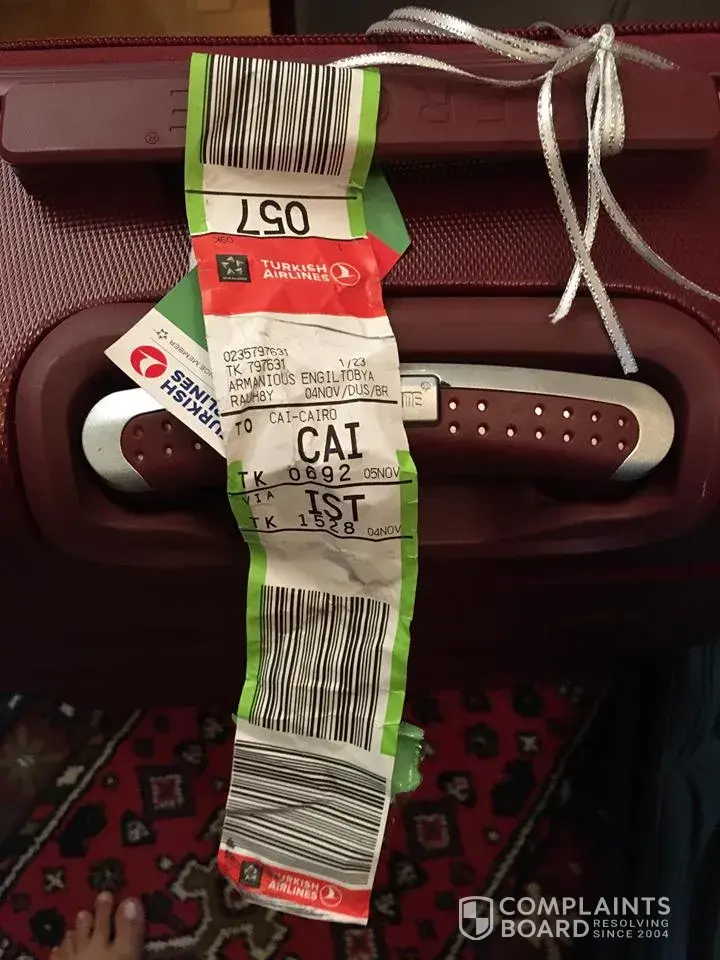 057
TURKISH
AIRLINES
0235797631
TK 797631 1/23
ARMANIOUS ENGILTOBYA
RAUH8Y 04NOV/DUS/BR
TO CAI-CAIRO
CAI
TK 0692 05NOV
VIA IST
TK 1528 04NOV
TURKISH
AIRLINES
TURKISH
AIRLINES
COMPLAINTS
BOARD RESOLVING
SINCE 2004